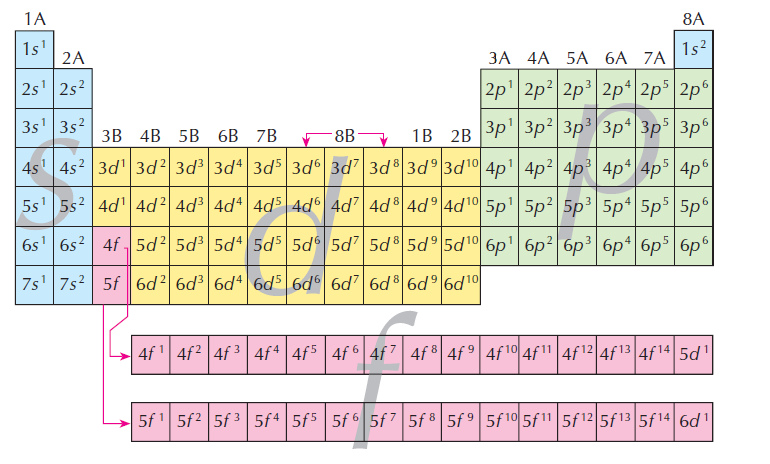 1A 8A
1s¹ 2A 3A 4A 5A 6A 7A 1s²
2s¹ 2s² 2p¹ 2p² 2p³ 2p⁴ 2p⁵ 2p⁶
3s¹ 3s² 3B 4B 5B 6B 7B 8B 1B 2B 3p¹ 3p² 3p³ 3p⁴ 3p⁵ 3p⁶
4s¹ 4s² 3d¹ 3d² 3d³ 3d⁴ 3d⁵ 3d⁶ 3d⁷ 3d⁸ 3d⁹ 3d¹⁰ 4p¹ 4p² 4p³ 4p⁴ 4p⁵ 4p⁶
5s¹ 5s² 4d¹ 4d² 4d³ 4d⁴ 4d⁵ 4d⁶ 4d⁷ 4d⁸ 4d⁹ 4d¹⁰ 5p¹ 5p² 5p³ 5p⁴ 5p⁵ 5p⁶
6s¹ 6s² 4f 5d² 5d³ 5d⁴ 5d⁵ 5d⁶ 5d⁷ 5d⁸ 5d⁹ 5d¹⁰ 6p¹ 6p² 6p³ 6p⁴ 6p⁵ 6p⁶
7s¹ 7s² 5f 6d² 6d³ 6d⁴ 6d⁵ 6d⁶ 6d⁷ 6d⁸ 6d⁹ 6d¹⁰
s d p f
4f¹ 4f² 4f³ 4f⁴ 4f⁵ 4f⁶ 4f⁷ 4f⁸ 4f⁹ 4f¹⁰ 4f¹¹ 4f¹² 4f¹³ 4f¹⁴ 5d¹
5f¹ 5f² 5f³ 5f⁴ 5f⁵ 5f⁶ 5f⁷ 5f⁸ 5f⁹ 5f¹⁰ 5f¹¹ 5f¹² 5f¹³ 5f¹⁴ 6d¹